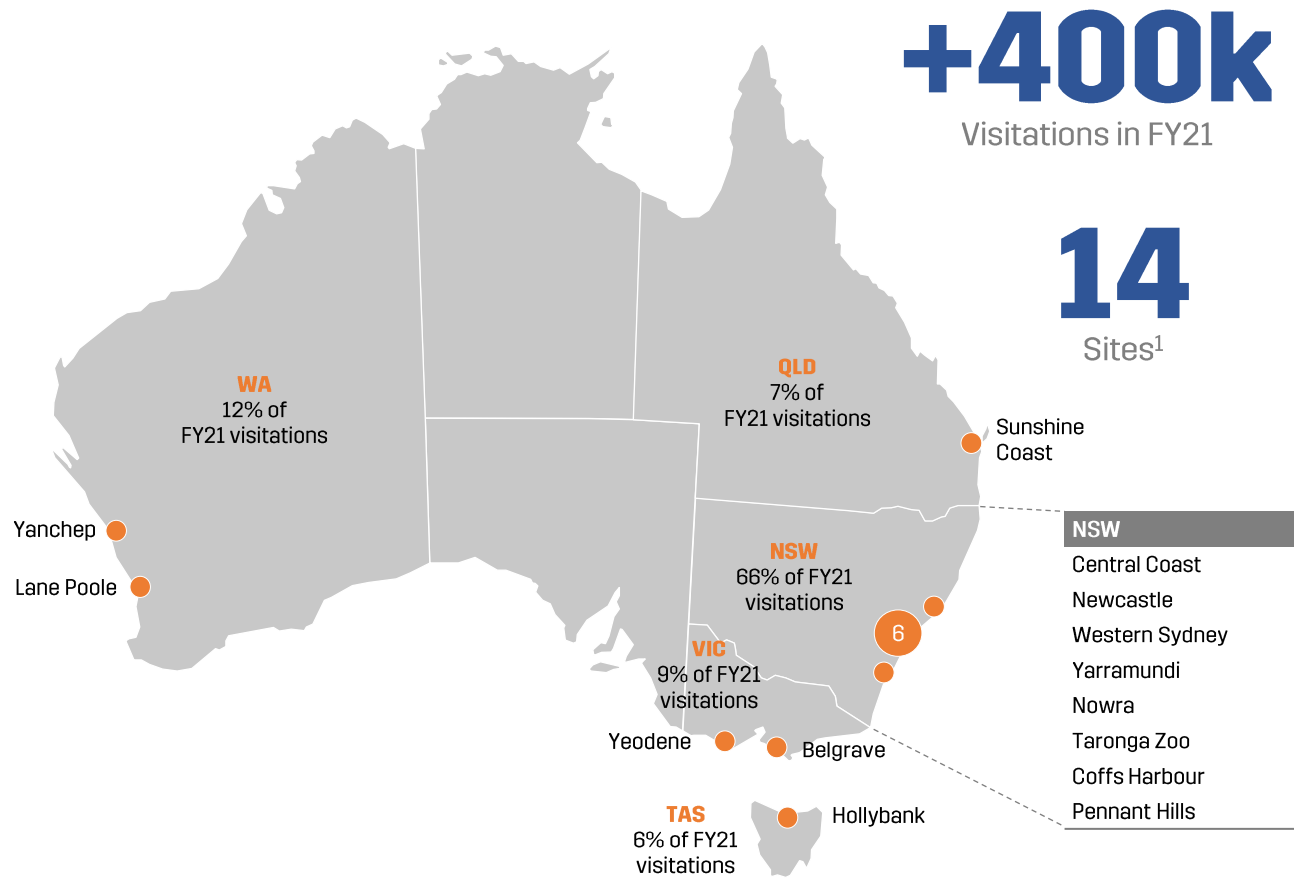 +400k
Visitations in FY21
14
Sites¹
WA
12% of
FY21 visitations
QLD
7% of
FY21 visitations
Sunshine
Coast
Yanchep
Lane Poole
NSW
66% of FY21
visitations
6
VIC
9% of FY21
visitations
Yeodene
Belgrave
TAS
6% of FY21
visitations
Hollybank
NSW
Central Coast
Newcastle
Western Sydney
Yarramundi
Nowra
Taronga Zoo
Coffs Harbour
Pennant Hills